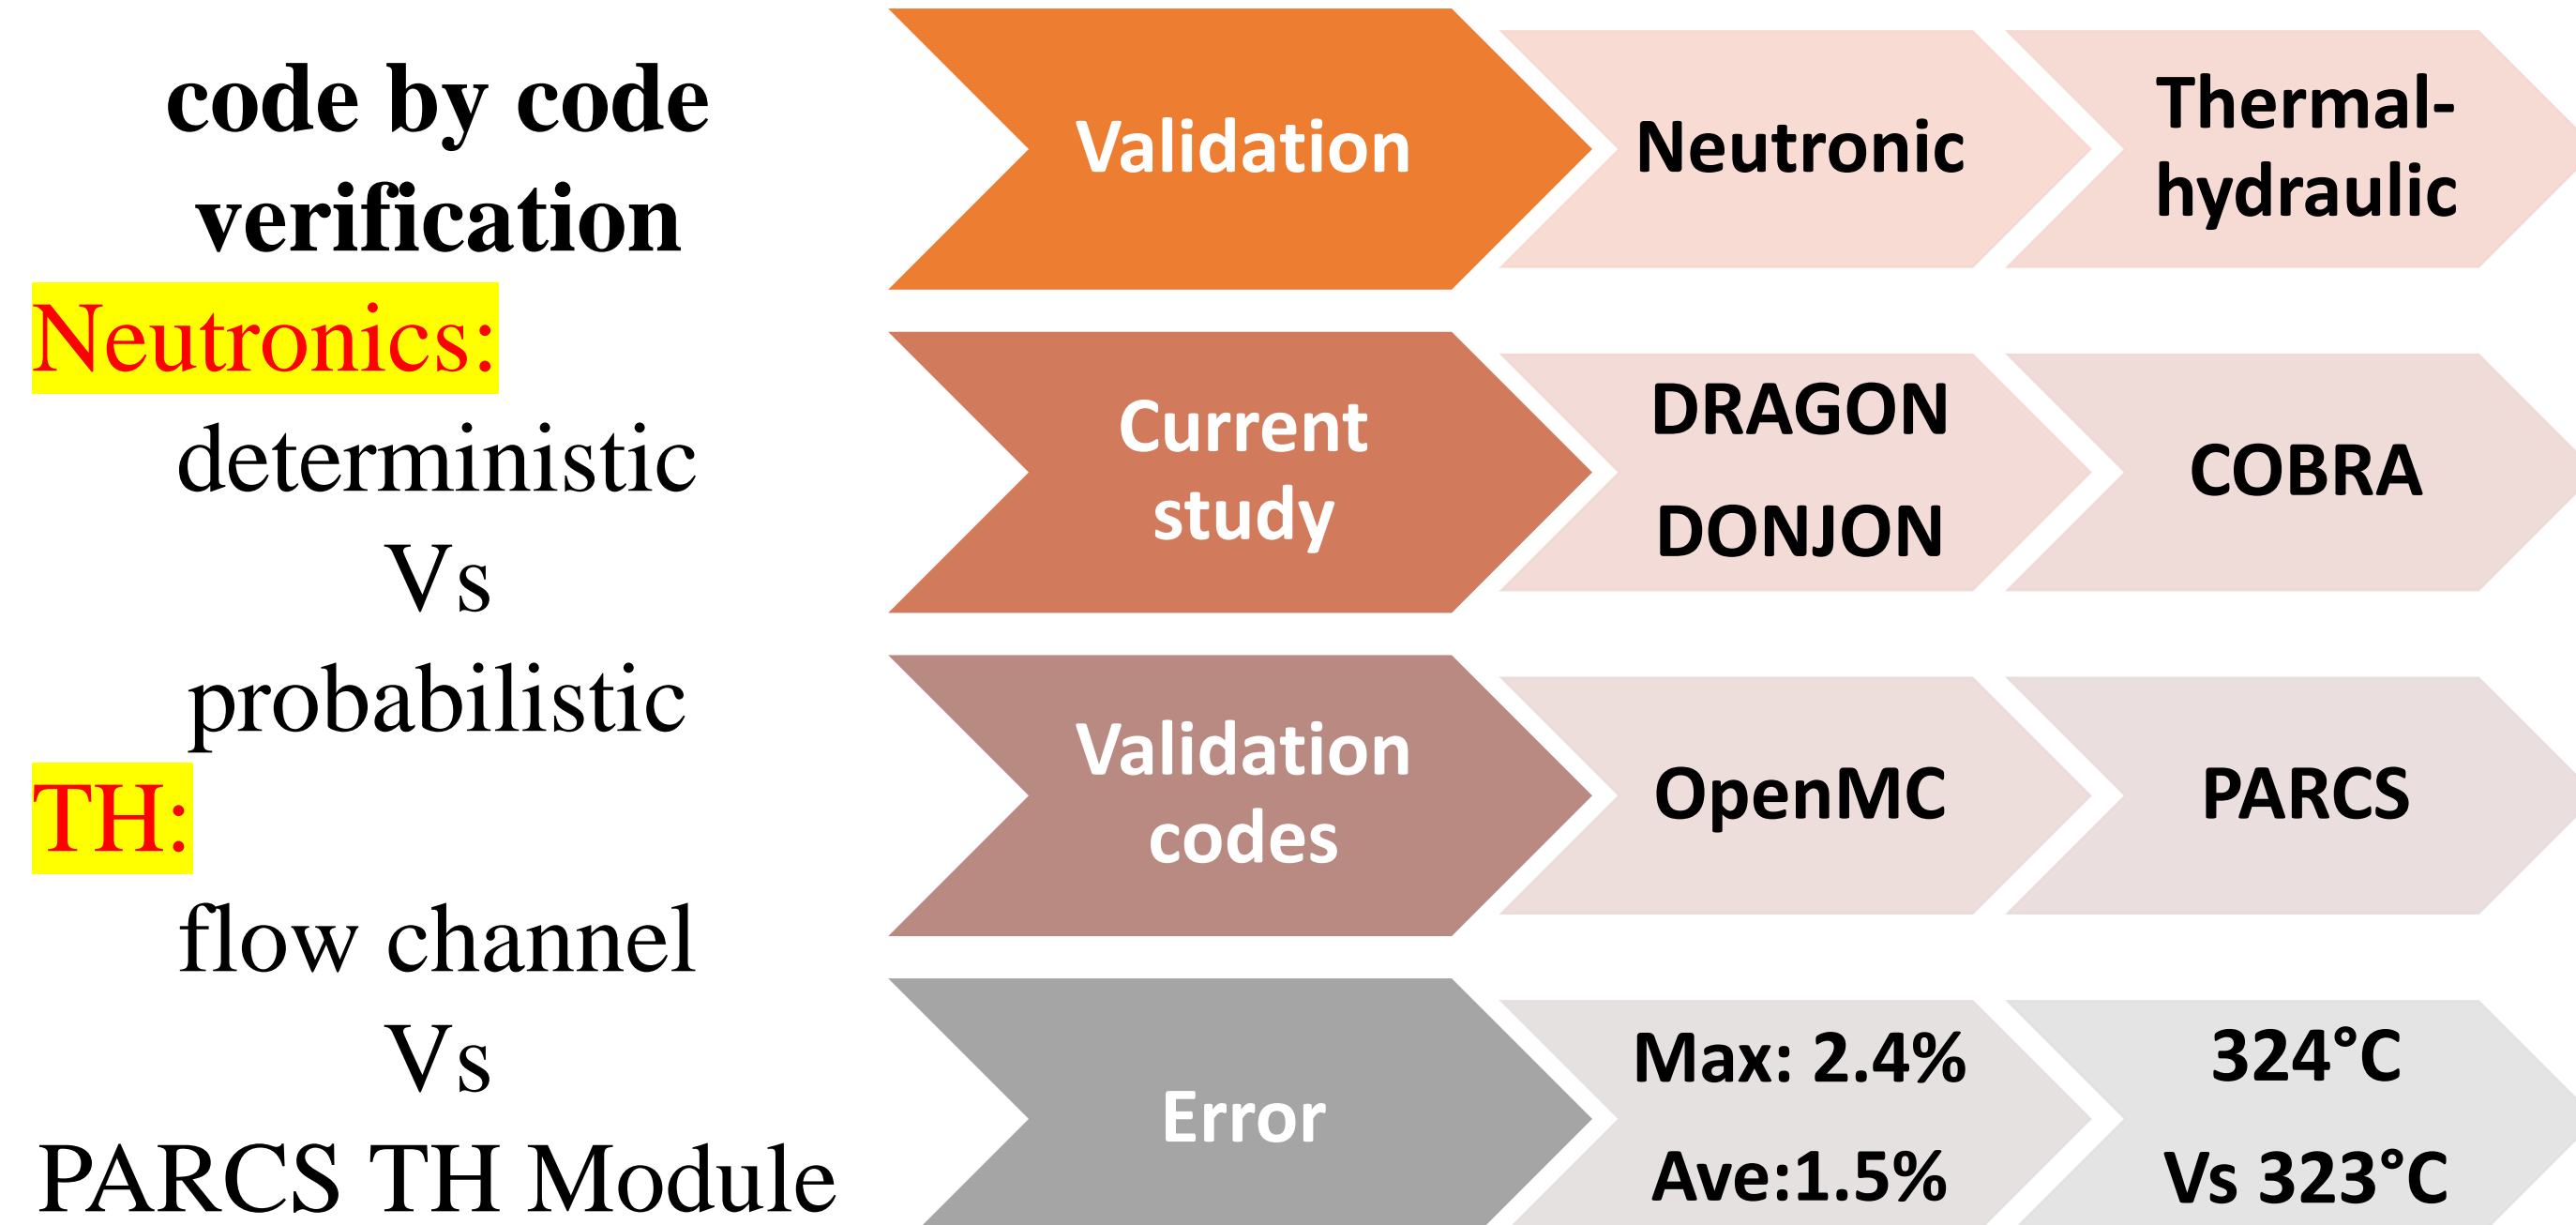 code by code
verification
Neutronics:
deterministic
Vs
probabilistic
TH:
flow channel
Vs
PARCS TH Module
Validation
Neutronic
Thermal-
hydraulic
Current
study
DRAGON
DONJON
COBRA
Validation
codes
OpenMC
PARCS
Error
Max: 2.4%
Ave:1.5%
324°C
Vs 323°C